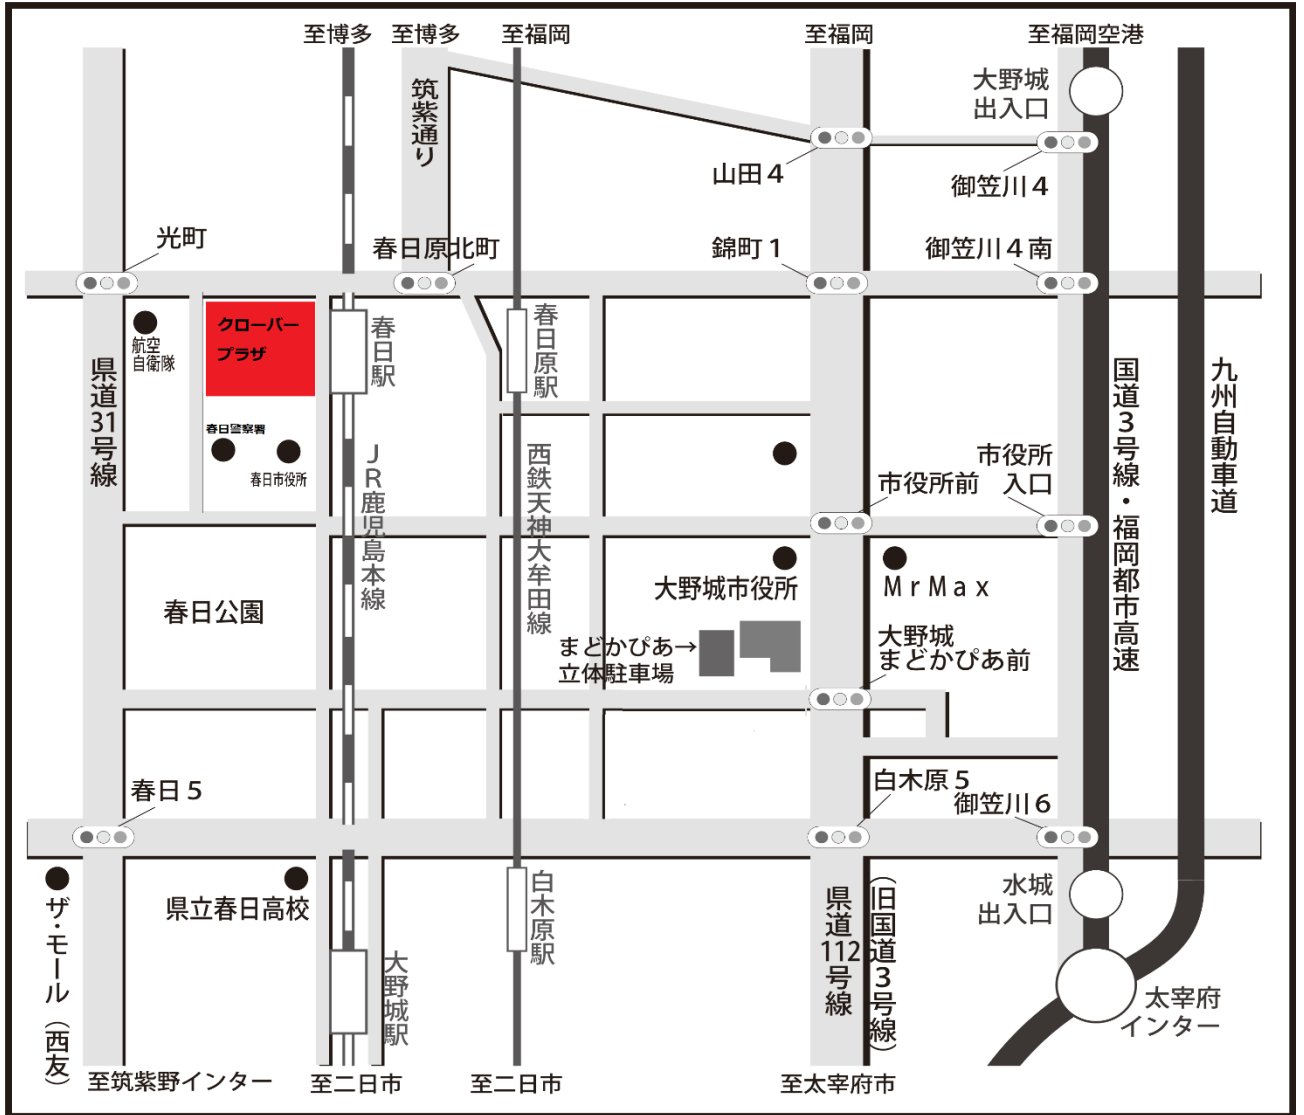 至博多
至博多
至福岡
至福岡
至福岡空港
大野城
出入口
筑紫通り
山田4
御笠川4
光町
春日原北町
錦町1
御笠川4南
クローバー
プラザ
航空
自衛隊
春日駅
春日原駅
県道31号線
国道3号線・福岡都市高速
九州自動車道
春日警察署
春日市役所
JR鹿児島本線
西鉄天神大牟田線
市役所前
市役所
入口
春日公園
大野城市役所
MrMax
まどかぴあ→
立体駐車場
大野城
まどかぴあ前
春日5
白木原5
御笠川6
ザ・モール(西友)
県立春日高校
大野城駅
白木原駅
県道112号線
(旧国道3号線)
水城
出入口
太宰府
インター
至筑紫野インター
至二日市
至二日市
至太宰府市